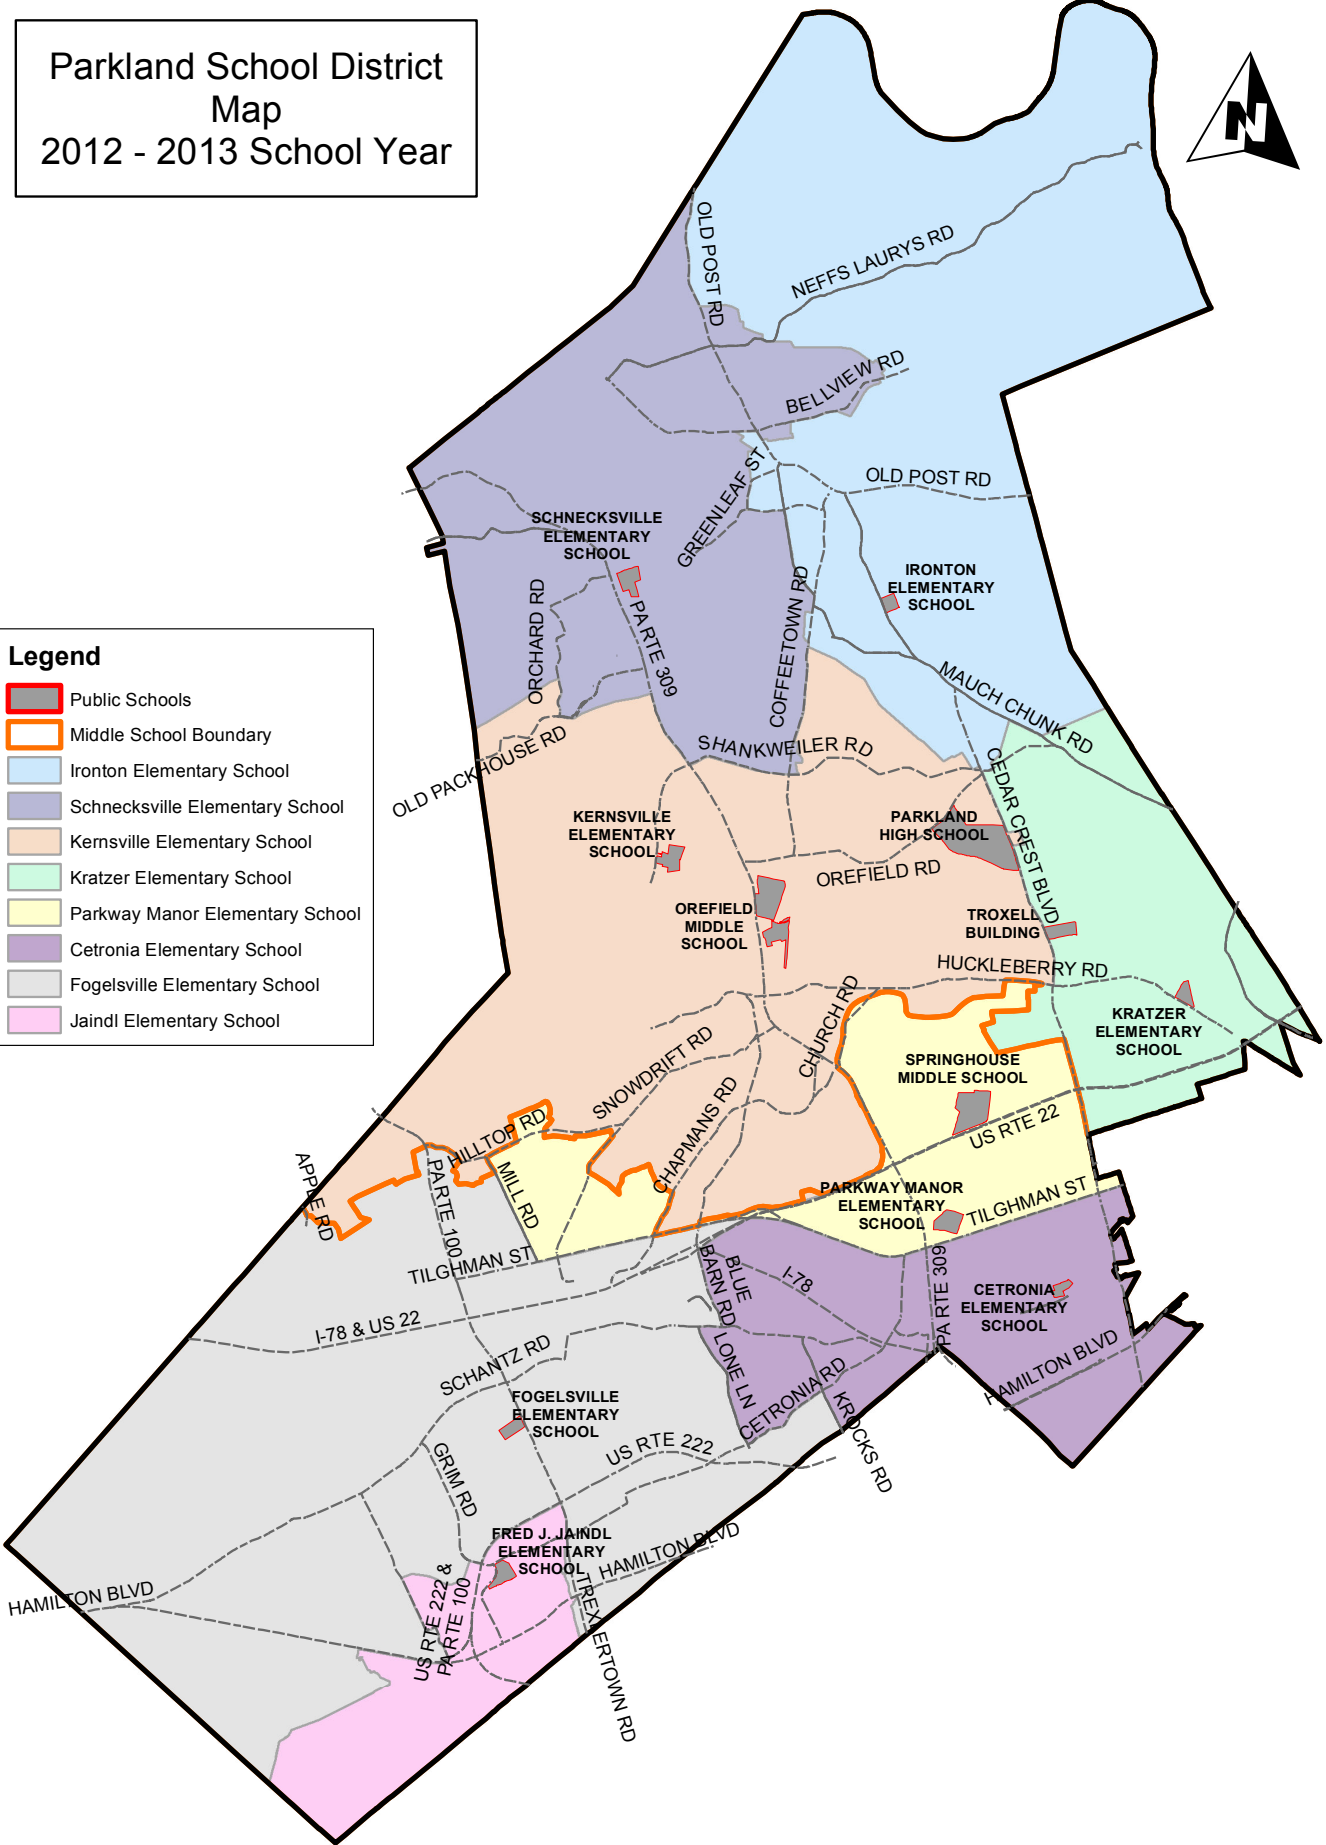 Parkland School District
Map
2012 - 2013 School Year
N
OLD POST RD
NEFFS LAURYS RD
BELLVIEW RD
GREENLEAF ST
OLD POST RD
SCHNECKSVILLE
ELEMENTARY
SCHOOL
IRONTON
ELEMENTARY
SCHOOL
ORCHARD RD
PA RTE 309
COFFEETOWN RD
MAUCH CHUNK RD
OLD PACKHOUSE RD
SHANKWEILER RD
CEDAR CREST BLVD
Legend
Public Schools
Middle School Boundary
Ironton Elementary School
Schnecksville Elementary School
Kernsville Elementary School
Kratzer Elementary School
Parkway Manor Elementary School
Cetronia Elementary School
Fogelsville Elementary School
Jaindl Elementary School
KERNSVILLE
ELEMENTARY
SCHOOL
PARKLAND
HIGH SCHOOL
OREFIELD RD
OREFIELD
MIDDLE
SCHOOL
TROXELL
BUILDING
HUCKLEBERRY RD
KRATZER
ELEMENTARY
SCHOOL
CHURCH RD
SNOWDRIFT RD
SPRINGHOUSE
MIDDLE SCHOOL
US RTE 22
CHAPMANS RD
HILLTOP RD
APPLE RD
PA RTE 100
MILL RD
PARKWAY MANOR
ELEMENTARY
SCHOOL
TILGHMAN ST
TILGHMAN ST
BLUE
BARN RD
I-78
PA RTE 309
CETRONIA
ELEMENTARY
SCHOOL
I-78 & US 22
SCHANTZ RD
LONE LN
CETRONIA RD
HAMILTON BLVD
KROCKS RD
FOGELSVILLE
ELEMENTARY
SCHOOL
US RTE 222
GRIM RD
FRED J. JAINDL
ELEMENTARY
SCHOOL
HAMILTON BLVD
HAMILTON BLVD
US RTE 222 &
PA RTE 100
TREXLERTOWN RD